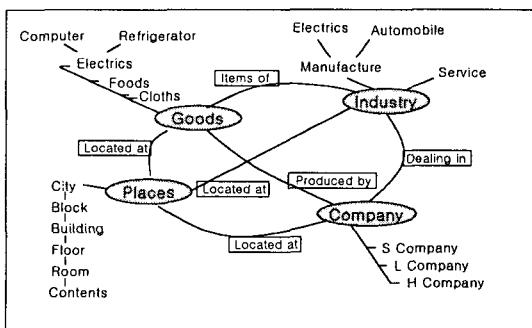 Computer Refrigerator
Electrics
Foods
Cloths
Goods
Items of
Electrics Automobile
Manufacture
Service
Industry
Located at
Located at
Dealing in
Produced by
City
Places
Block
Building
Floor
Room
Contents
Located at
Company
S Company
L Company
H Company